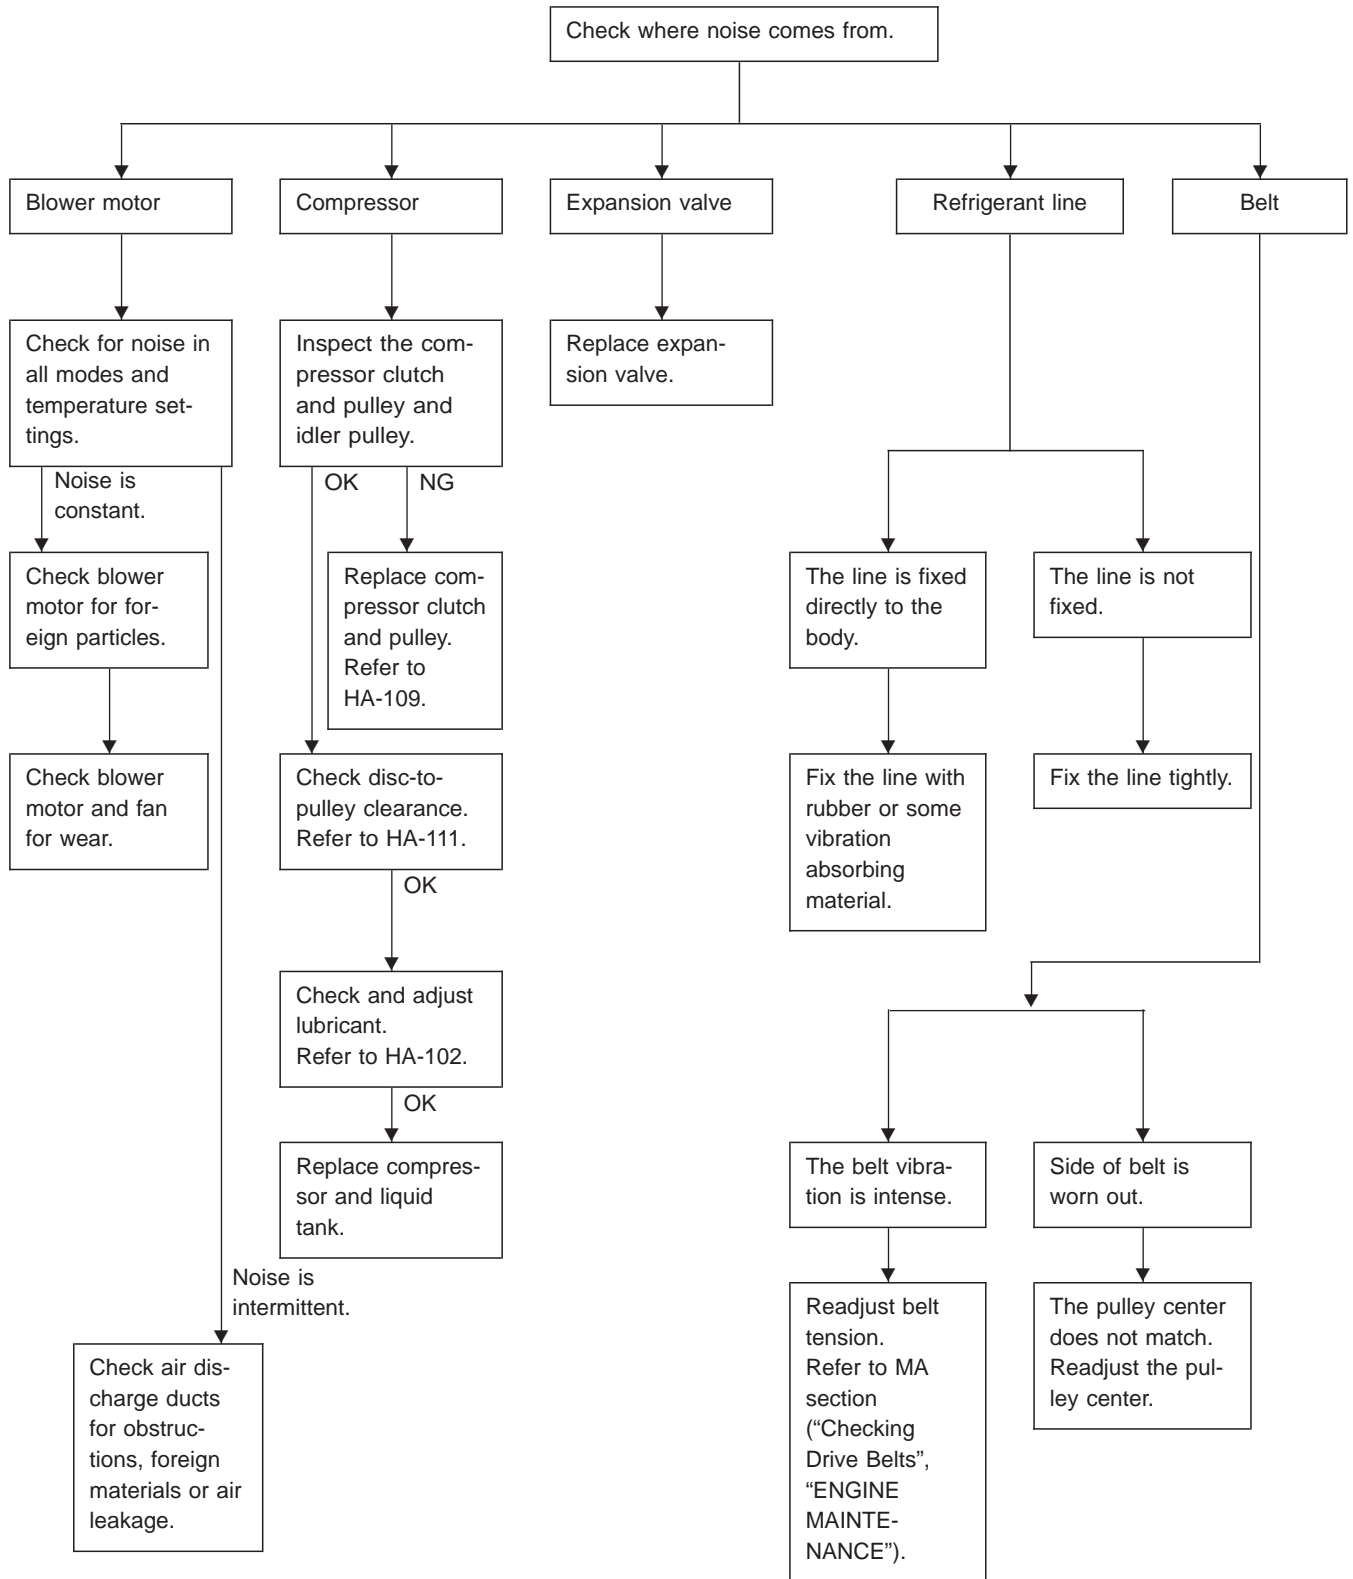 Check where noise comes from.
Blower motor
Compressor
Expansion valve
Refrigerant line
Belt
Check for noise in
all modes and
temperature set-
tings.
Inspect the com-
pressor clutch
and pulley and
idler pulley.
Replace expan-
sion valve.
Noise is
constant.
OK
NG
Check blower
motor for for-
eign particles.
Replace com-
pressor clutch
and pulley.
Refer to
HA-109.
The line is fixed
directly to the
body.
The line is not
fixed.
Check blower
motor and fan
for wear.
Check disc-to-
pulley clearance.
Refer to HA-111.
Fix the line with
rubber or some
vibration
absorbing
material.
Fix the line tightly.
OK
Check and adjust
lubricant.
Refer to HA-102.
OK
Replace compres-
sor and liquid
tank.
The belt vibra-
tion is intense.
Side of belt is
worn out.
Noise is
intermittent.
Check air dis-
charge ducts
for obstruc-
tions, foreign
materials or air
leakage.
Readjust belt
tension.
Refer to MA
section
(“Checking
Drive Belts”,
“ENGINE
MAINTE-
NANCE”).
The pulley center
does not match.
Readjust the pul-
ley center.